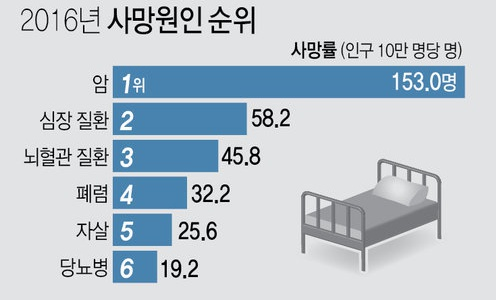 2016년 사망원인 순위
사망률 (인구 10만 명당 명)
암 1위 153.0명
심장 질환 2 58.2
뇌혈관 질환 3 45.8
폐렴 4 32.2
자살 5 25.6
당뇨병 6 19.2